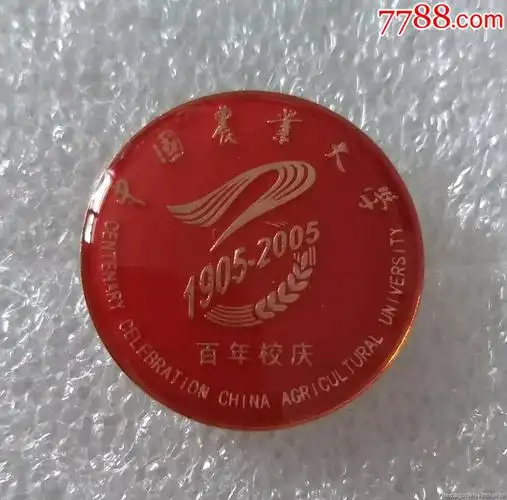 7788.com
中国农业大学
1905-2005
百年校庆
CENTENARY CELEBRATION CHINA AGRICULTURAL UNIVERSITY